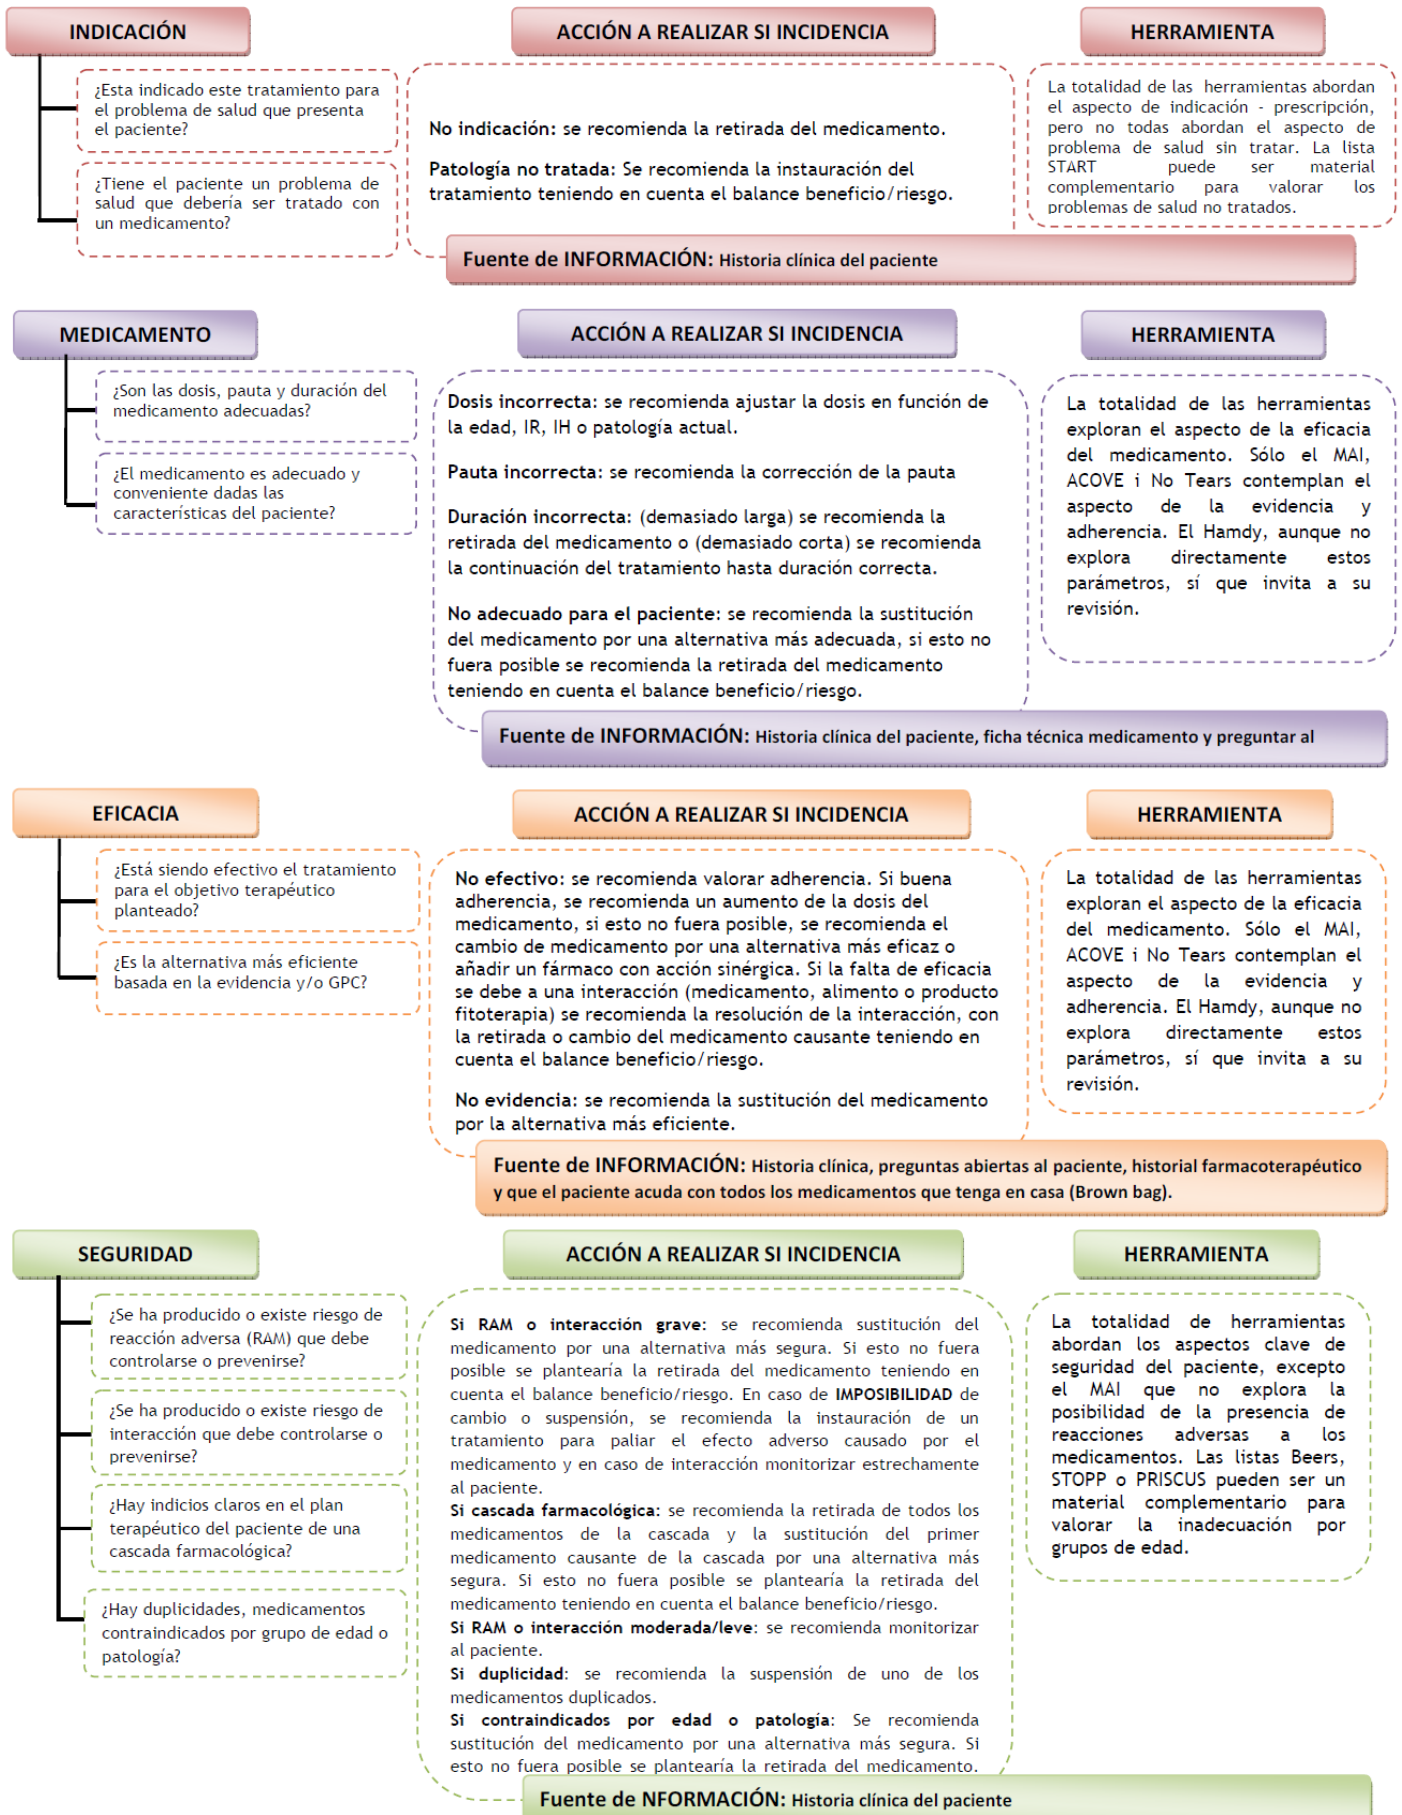 INDICACIÓN
ACCIÓN A REALIZAR SI INCIDENCIA
HERRAMIENTA
¿Esta indicado este tratamiento para
el problema de salud que presenta
el paciente?
¿Tiene el paciente un problema de
salud que debería ser tratado con
un medicamento?
No indicación: se recomienda la retirada del medicamento.
Patología no tratada: Se recomienda la instauración del
tratamiento teniendo en cuenta el balance beneficio/riesgo.
La totalidad de las herramientas abordan
el aspecto de indicación - prescripción,
pero no todas abordan el aspecto de
problema de salud sin tratar. La lista
START puede ser material
complementario para valorar los
problemas de salud no tratados.
Fuente de INFORMACIÓN: Historia clínica del paciente
MEDICAMENTO
ACCIÓN A REALIZAR SI INCIDENCIA
HERRAMIENTA
¿Son las dosis, pauta y duración del
medicamento adecuadas?
¿El medicamento es adecuado y
conveniente dadas las
características del paciente?
Dosis incorrecta: se recomienda ajustar la dosis en función de
la edad, IR, IH o patología actual.
Pauta incorrecta: se recomienda la corrección de la pauta
Duración incorrecta: (demasiado larga) se recomienda la
retirada del medicamento o (demasiado corta) se recomienda
la continuación del tratamiento hasta duración correcta.
No adecuado para el paciente: se recomienda la sustitución
del medicamento por una alternativa más adecuada, si esto no
fuera posible se recomienda la retirada del medicamento
teniendo en cuenta el balance beneficio/riesgo.
La totalidad de las herramientas
exploran el aspecto de la eficacia
del medicamento. Sólo el MAI,
ACOVE i No Tears contemplan el
aspecto de la evidencia y
adherencia. El Hamdy, aunque no
explora directamente estos
parámetros, sí que invita a su
revisión.
Fuente de INFORMACIÓN: Historia clínica del paciente, ficha técnica medicamento y preguntar al
EFICACIA
ACCIÓN A REALIZAR SI INCIDENCIA
HERRAMIENTA
¿Está siendo efectivo el tratamiento
para el objetivo terapéutico
planteado?
¿Es la alternativa más eficiente
basada en la evidencia y/o GPC?
No efectivo: se recomienda valorar adherencia. Si buena
adherencia, se recomienda un aumento de la dosis del
medicamento, si esto no fuera posible, se recomienda el
cambio de medicamento por una alternativa más eficaz o
añadir un fármaco con acción sinérgica. Si la falta de eficacia
se debe a una interacción (medicamento, alimento o producto
fitoterapia) se recomienda la resolución de la interacción, con
la retirada o cambio del medicamento causante teniendo en
cuenta el balance beneficio/riesgo.
No evidencia: se recomienda la sustitución del medicamento
por la alternativa más eficiente.
La totalidad de las herramientas
exploran el aspecto de la eficacia
del medicamento. Sólo el MAI,
ACOVE i No Tears contemplan el
aspecto de la evidencia y
adherencia. El Hamdy, aunque no
explora directamente estos
parámetros, sí que invita a su
revisión.
Fuente de INFORMACIÓN: Historia clínica, preguntas abiertas al paciente, historial farmacoterapéutico
y que el paciente acuda con todos los medicamentos que tenga en casa (Brown bag).
SEGURIDAD
ACCIÓN A REALIZAR SI INCIDENCIA
HERRAMIENTA
¿Se ha producido o existe riesgo de
reacción adversa (RAM) que debe
controlarse o prevenirse?
¿Se ha producido o existe riesgo de
interacción que debe controlarse o
prevenirse?
¿Hay indicios claros en el plan
terapéutico del paciente de una
cascada farmacológica?
¿Hay duplicidades, medicamentos
contraindicados por grupo de edad o
patología?
Si RAM o interacción grave: se recomienda sustitución del
medicamento por una alternativa más segura. Si esto no fuera
posible se plantearía la retirada del medicamento teniendo en
cuenta el balance beneficio/riesgo. En caso de IMPOSIBILIDAD de
cambio o suspensión, se recomienda la instauración de un
tratamiento para paliar el efecto adverso causado por el
medicamento y en caso de interacción monitorizar estrechamente
al paciente.
Si cascada farmacológica: se recomienda la retirada de todos los
medicamentos de la cascada y la sustitución del primer
medicamento causante de la cascada por una alternativa más
segura. Si esto no fuera posible se plantearía la retirada del
medicamento teniendo en cuenta el balance beneficio/riesgo.
Si RAM o interacción moderada/leve: se recomienda monitorizar
al paciente.
Si duplicidad: se recomienda la suspensión de uno de los
medicamentos duplicados.
Si contraindicados por edad o patología: Se recomienda
sustitución del medicamento por una alternativa más segura. Si
esto no fuera posible se plantearía la retirada del medicamento.
La totalidad de herramientas
abordan los aspectos clave de
seguridad del paciente, excepto
el MAI que no explora la
posibilidad de la presencia de
reacciones adversas a los
medicamentos. Las listas Beers,
STOPP o PRISCUS pueden ser un
material complementario para
valorar la inadecuación por
grupos de edad.
Fuente de NFORMACIÓN: Historia clínica del paciente